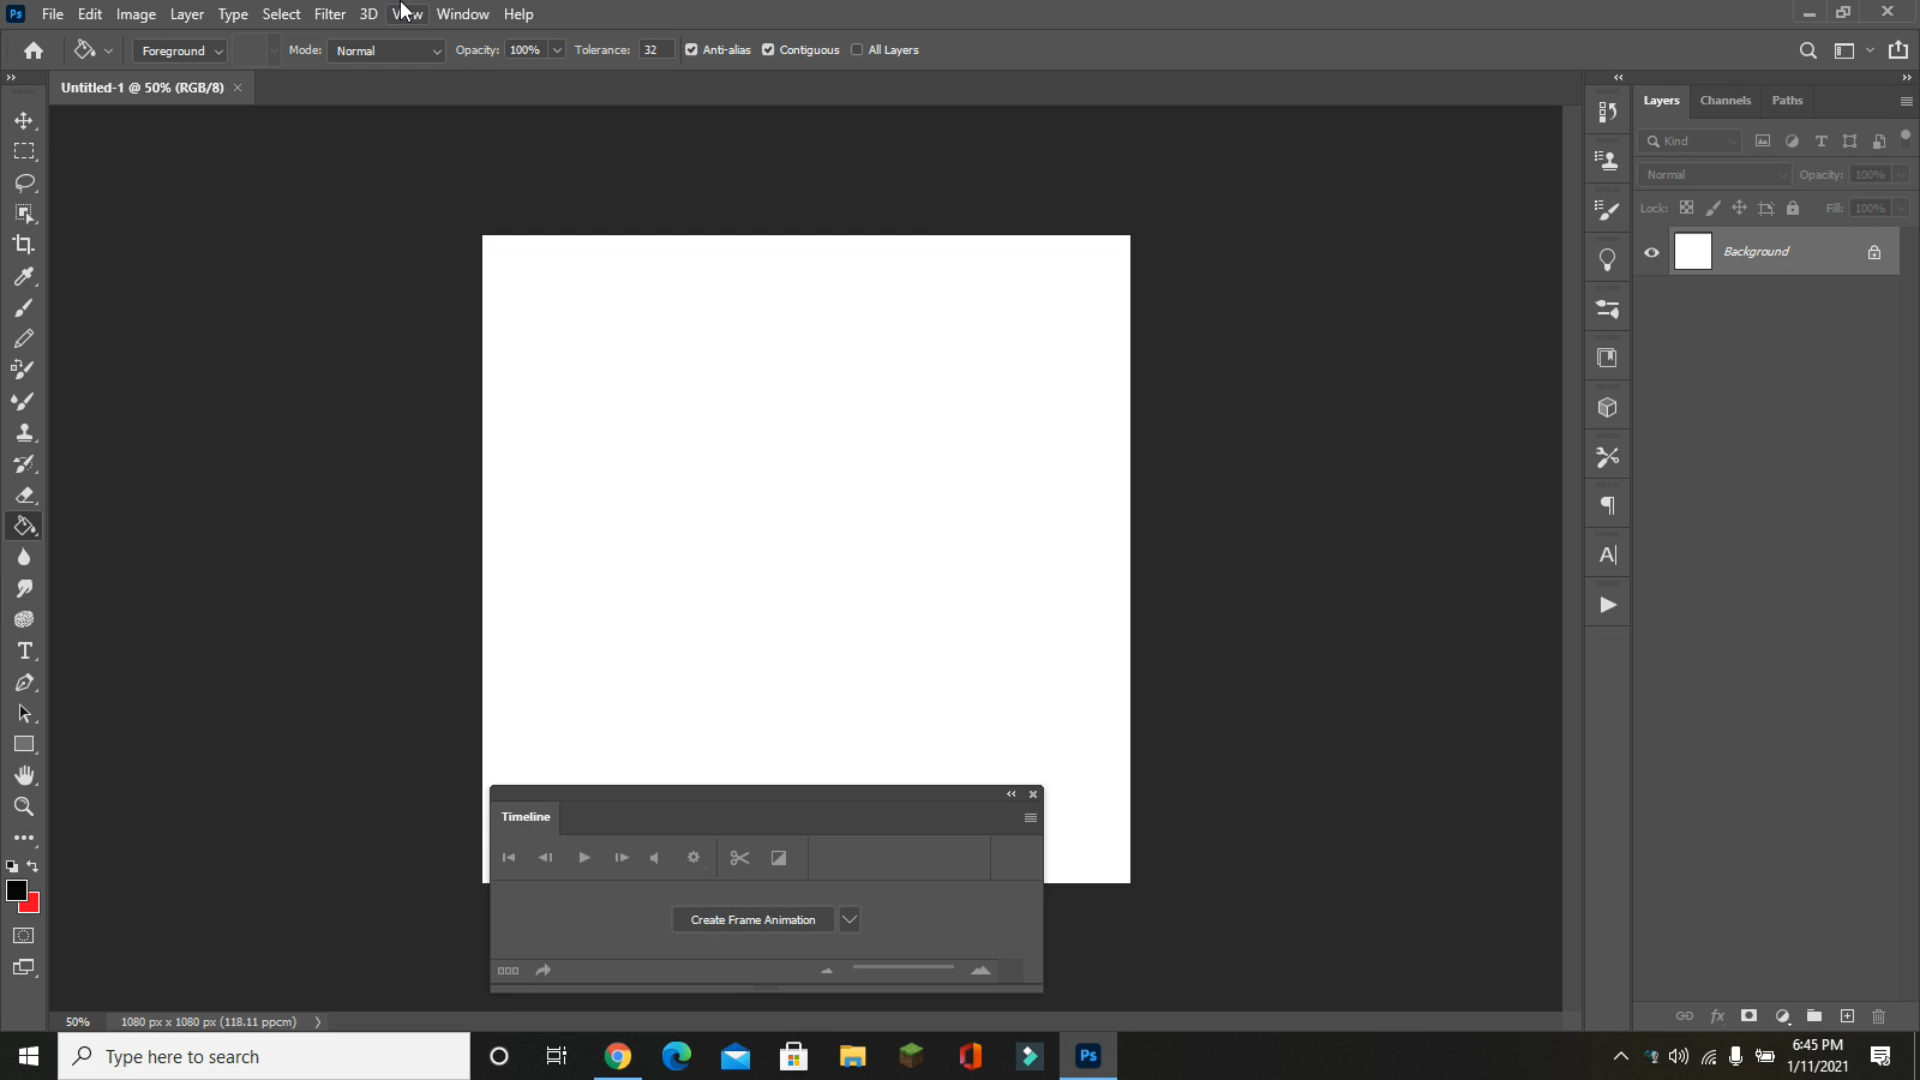 Ps File Edit Image Layer Type Select Filter 3D View Window Help
Foreground Mode: Normal Opacity: 100% Tolerance: 32 Anti-alias Contiguous All Layers
Untitled-1 @ 50% (RGB/8)
Layers Channels Paths
Kind
Normal Opacity: 100%
Lock: Fill: 100%
Background
Timeline
Create Frame Animation
50% 1080 px x 1080 px (118.11 ppcm)
Type here to search
Ps
6:45 PM
1/11/2021